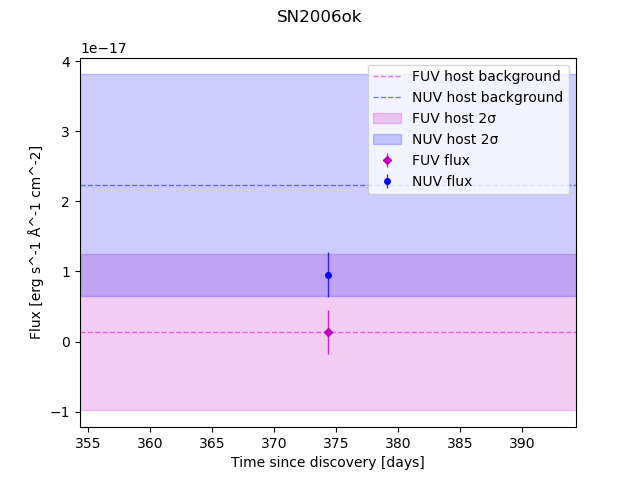 SN2006ok
1e−17
FUV host background
NUV host background
FUV host 2σ
NUV host 2σ
FUV flux
NUV flux
4
3
2
1
0
−1
Flux [erg s^-1 Å^-1 cm^-2]
355 360 365 370 375 380 385 390
Time since discovery [days]